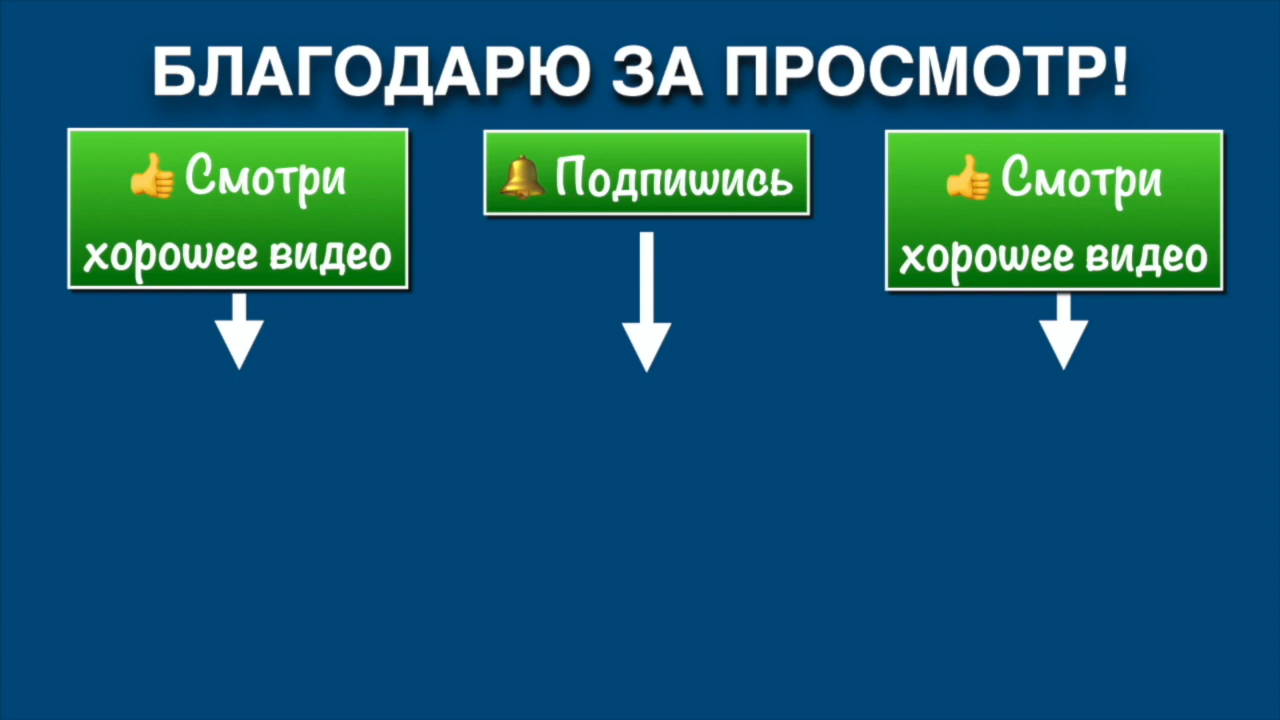 БЛАГОДАРЮ ЗА ПРОСМОТР!
👍 Смотри
хорошее видео
🔔 Подпишись
👍 Смотри
хорошее видео